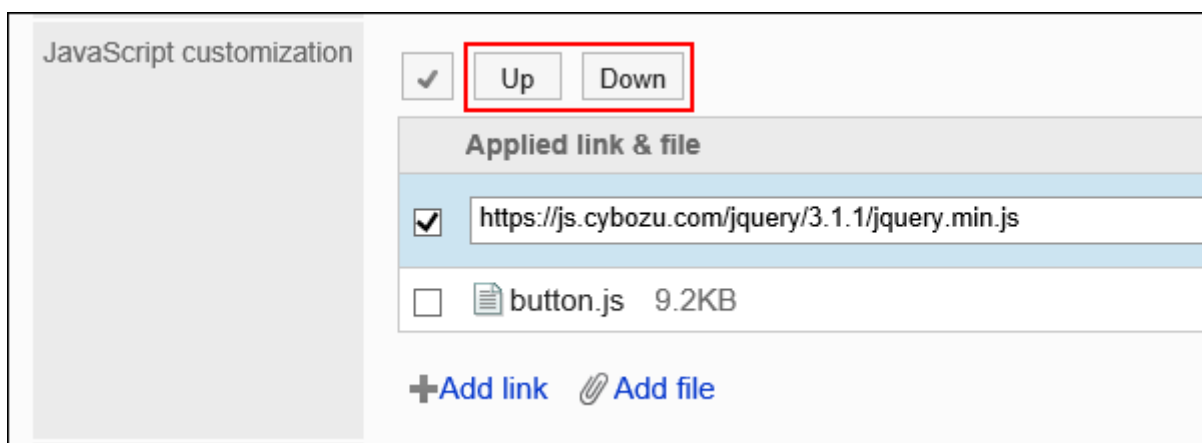 JavaScript customization
Up Down
Applied link & file
https://js.cybozu.com/jquery/3.1.1/jquery.min.js
button.js 9.2KB
Add link Add file